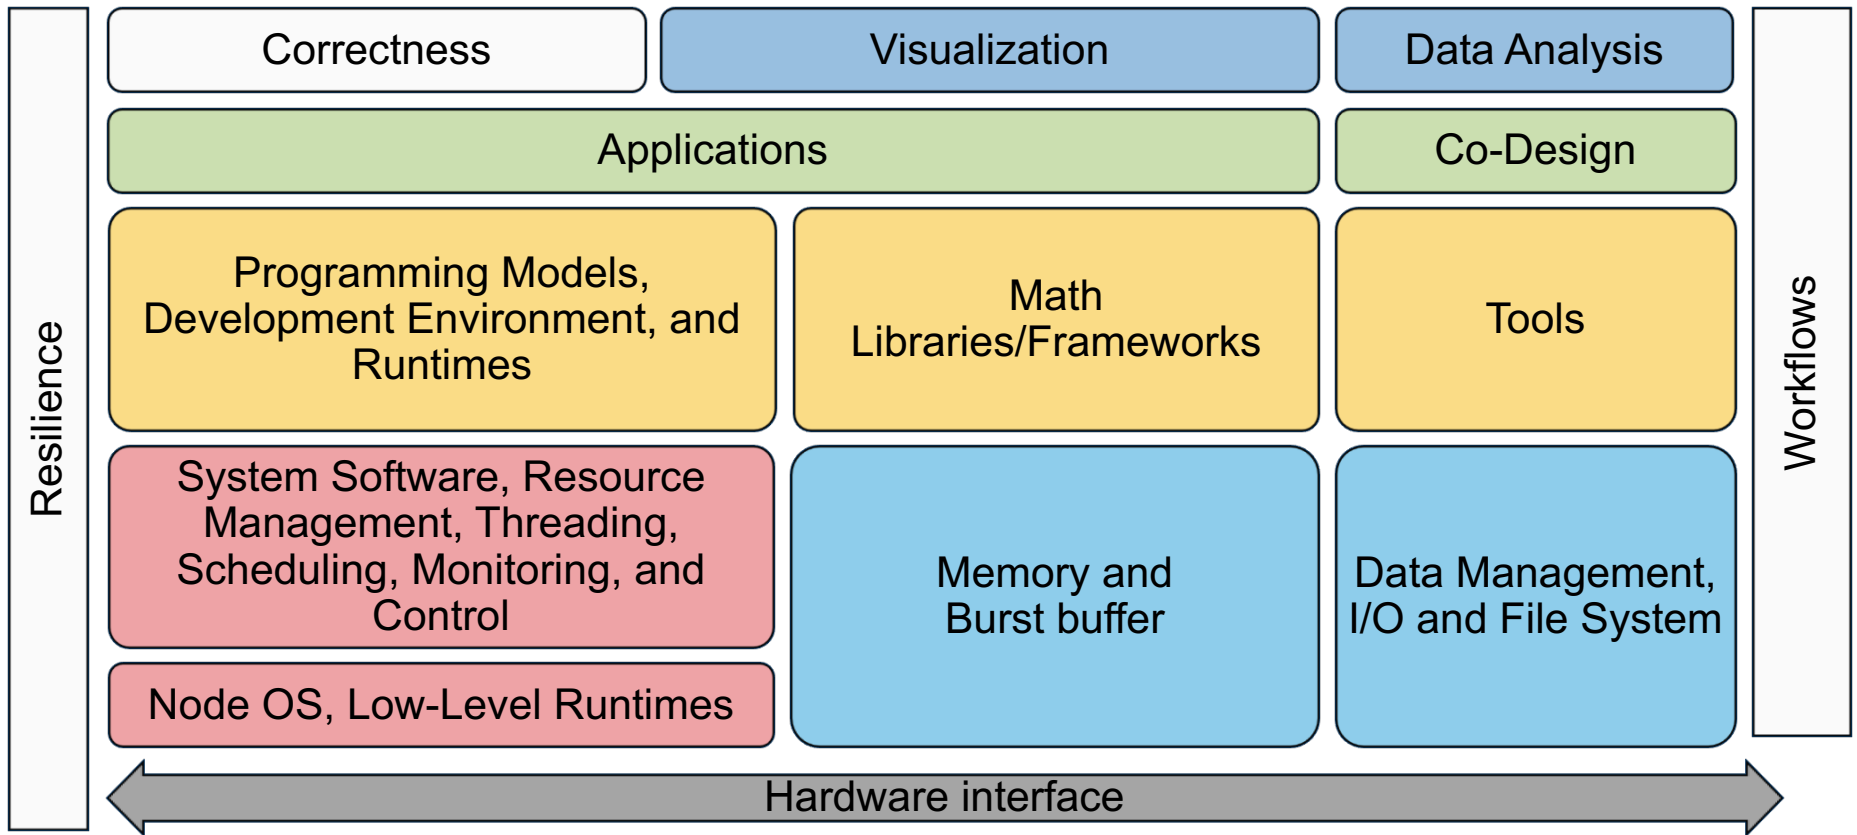 Resilience
Correctness
Visualization
Data Analysis
Applications
Co-Design
Programming Models,
Development Environment, and
Runtimes
Math
Libraries/Frameworks
Tools
System Software, Resource
Management, Threading,
Scheduling, Monitoring, and
Control
Memory and
Burst buffer
Data Management,
I/O and File System
Node OS, Low-Level Runtimes
Workflows
Hardware interface